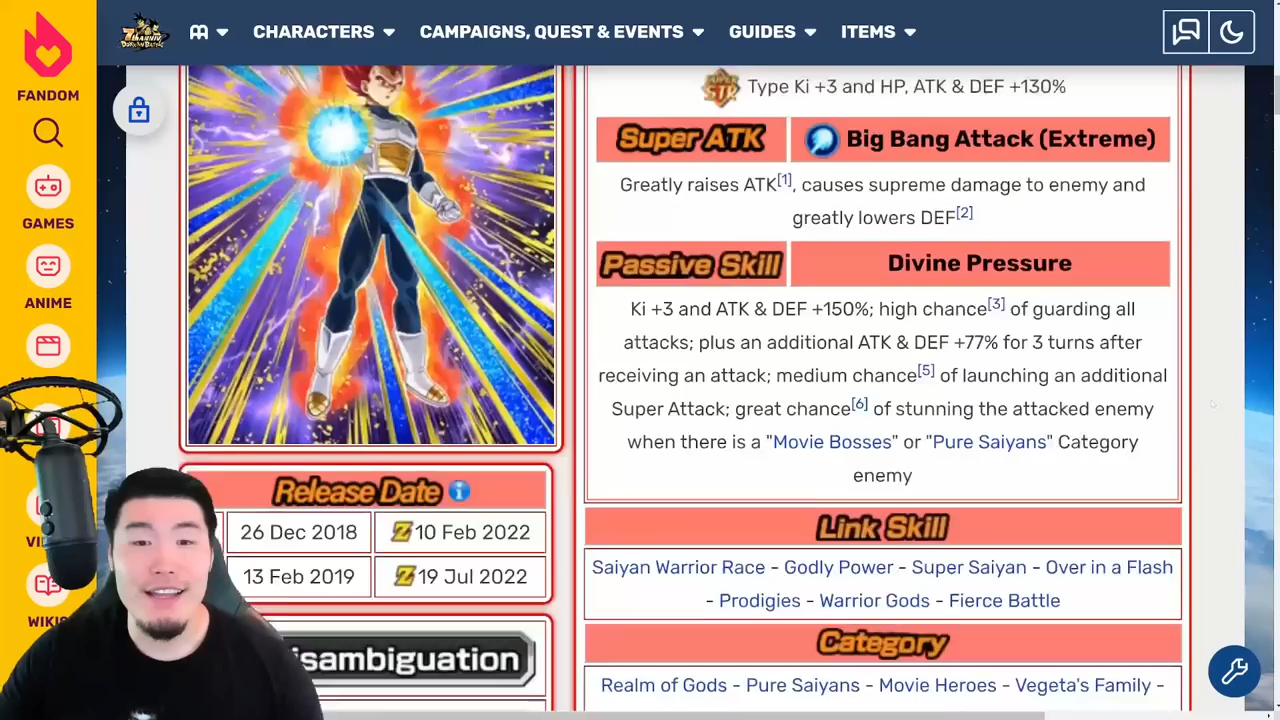 CHARACTERS
CAMPAIGNS, QUEST & EVENTS
GUIDES
ITEMS
FANDOM
GAMES
ANIME
WIKIS
SUPER STR
Type Ki +3 and HP, ATK & DEF +130%
Super ATK
Big Bang Attack (Extreme)
Greatly raises ATK[1], causes supreme damage to enemy and
greatly lowers DEF[2]
Passive Skill
Divine Pressure
Ki +3 and ATK & DEF +150%; high chance[3] of guarding all
attacks; plus an additional ATK & DEF +77% for 3 turns after
receiving an attack; medium chance[5] of launching an additional
Super Attack; great chance[6] of stunning the attacked enemy
when there is a "Movie Bosses" or "Pure Saiyans" Category
enemy
Link Skill
Saiyan Warrior Race - Godly Power - Super Saiyan - Over in a Flash
- Prodigies - Warrior Gods - Fierce Battle
Category
Realm of Gods - Pure Saiyans - Movie Heroes - Vegeta's Family -
Release Date
26 Dec 2018
Z 10 Feb 2022
13 Feb 2019
Z 19 Jul 2022
isambiguation